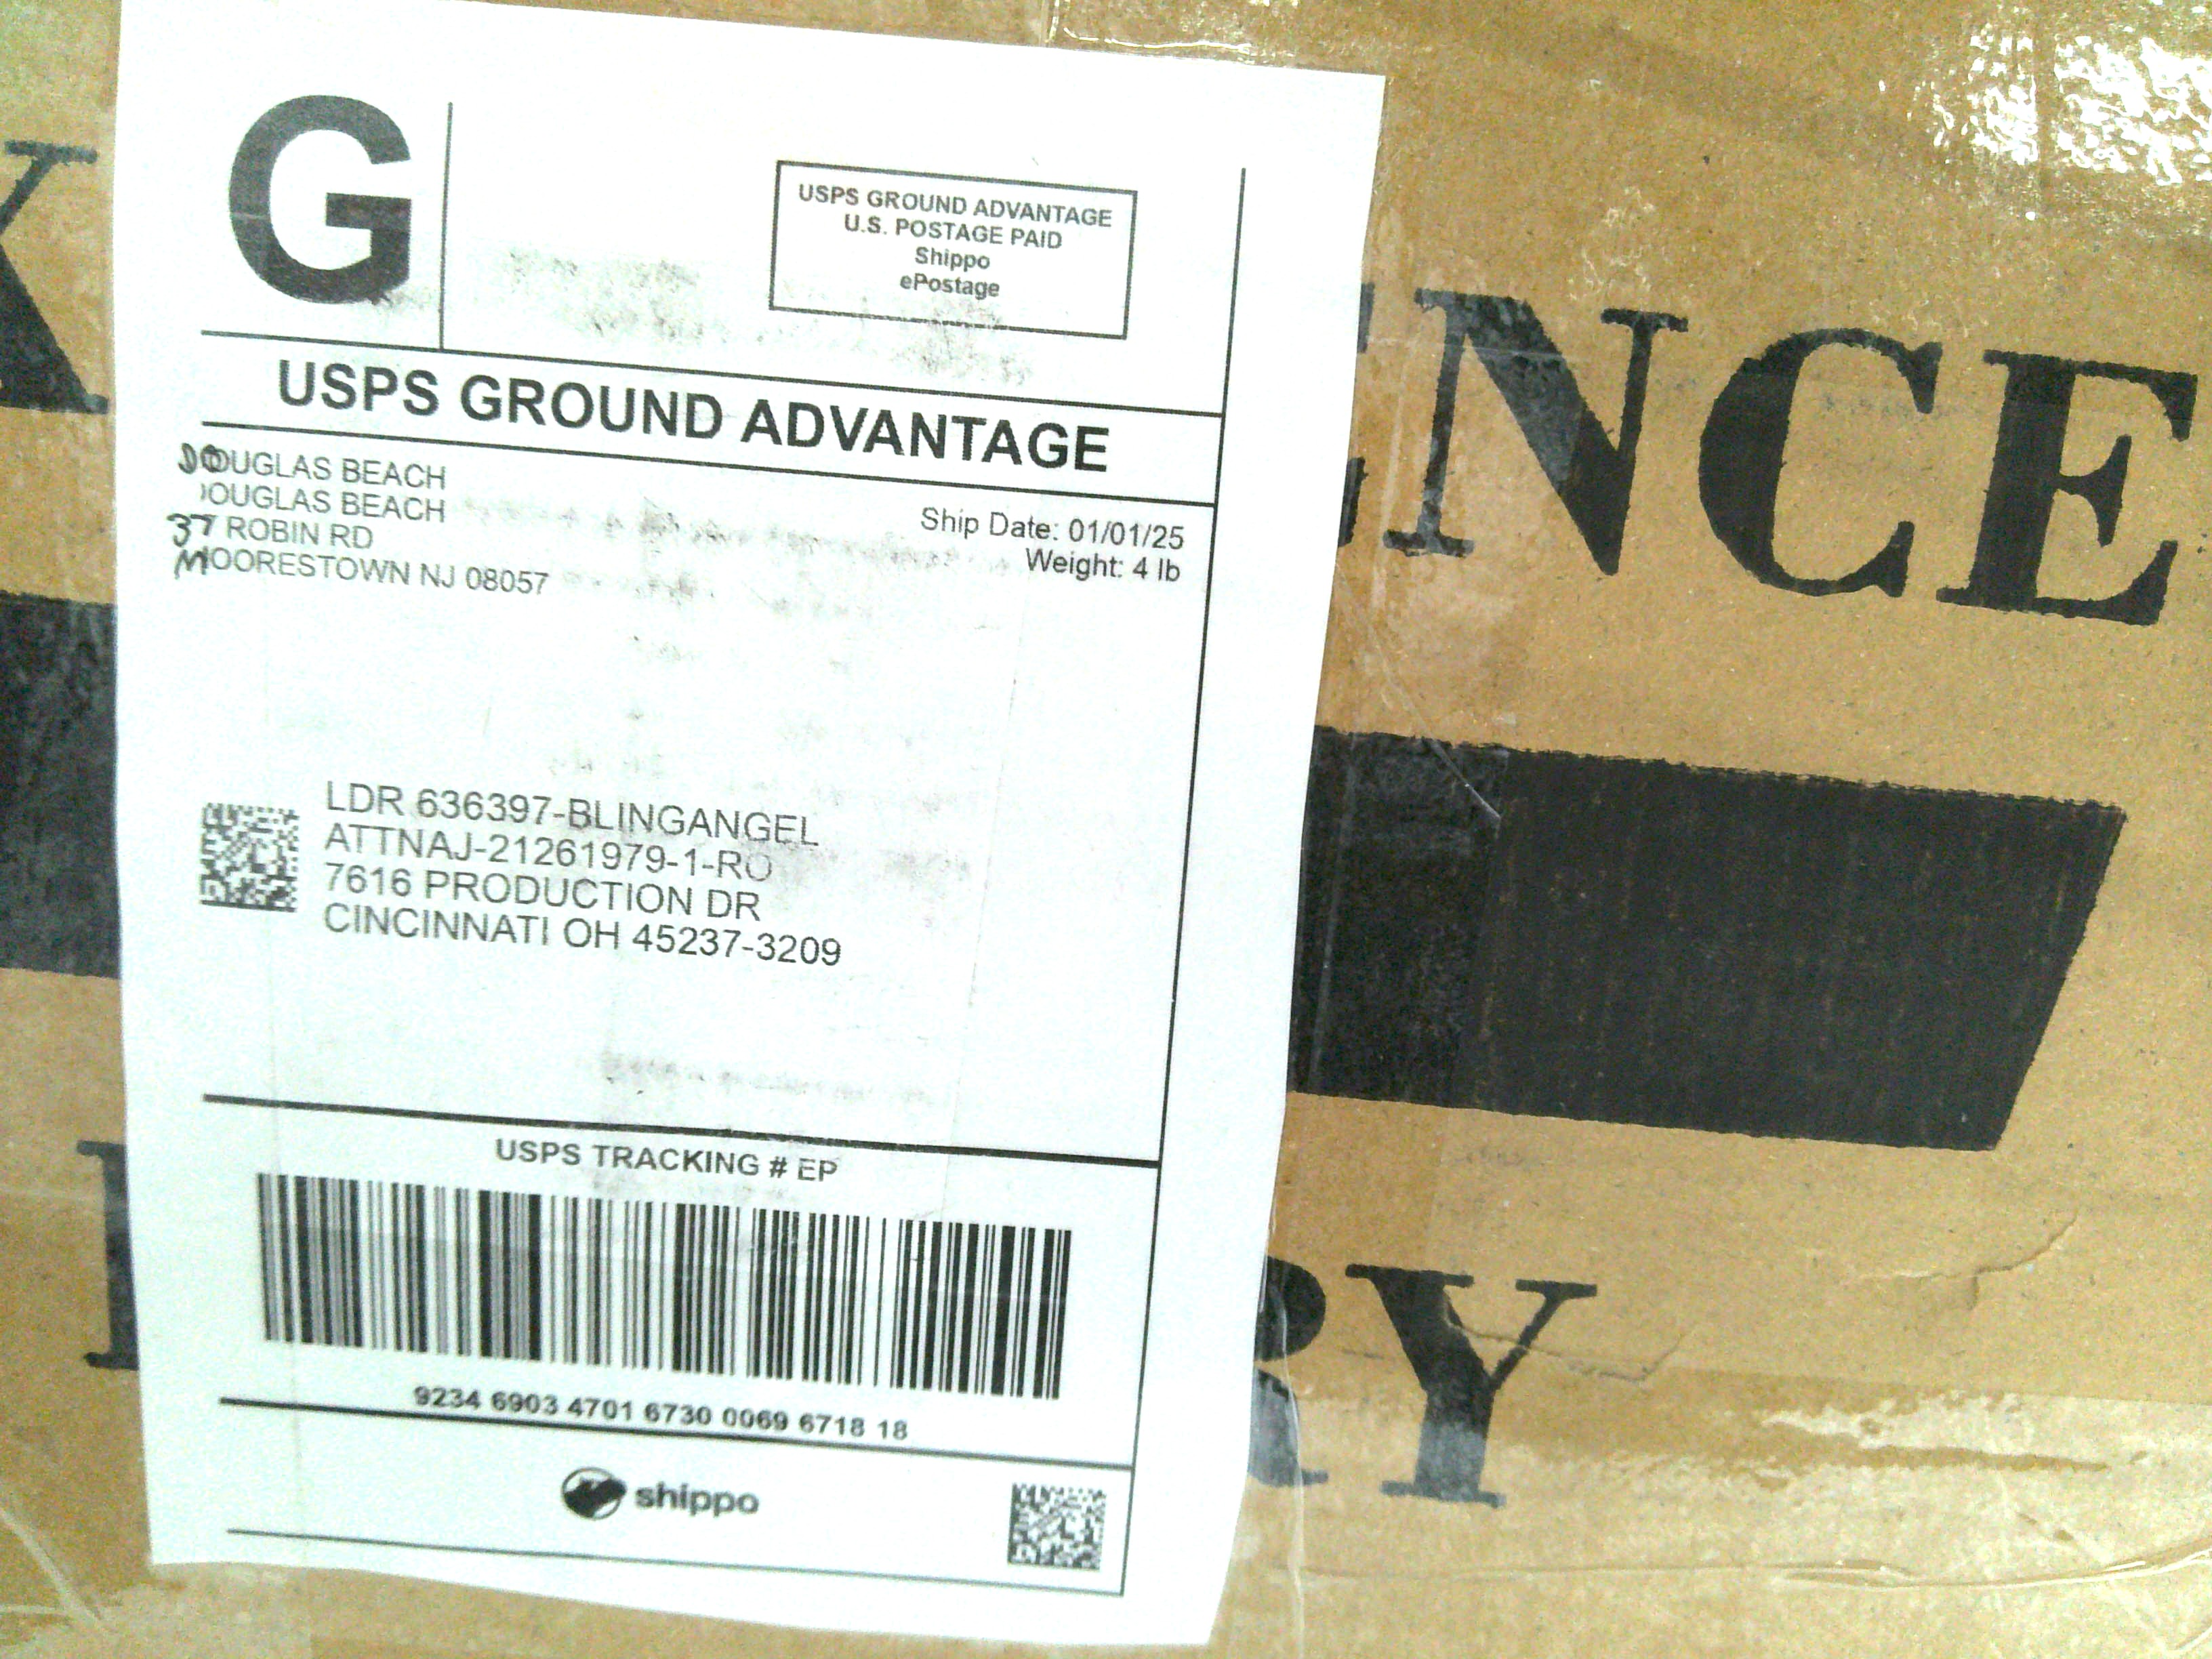 G
USPS GROUND ADVANTAGE
U.S. POSTAGE PAID
Shippo
ePostage
USPS GROUND ADVANTAGE
DOUGLAS BEACH
DOUGLAS BEACH
37 ROBIN RD
MOORESTOWN NJ 08057
Ship Date: 01/01/25
Weight: 4 lb
LDR 636397-BLINGANGEL
ATTNAJ-21261979-1-RO
7616 PRODUCTION DR
CINCINNATI OH 45237-3209
USPS TRACKING # EP
9234 6903 4701 6730 0069 6718 18
shippo
K
ENCE
RY